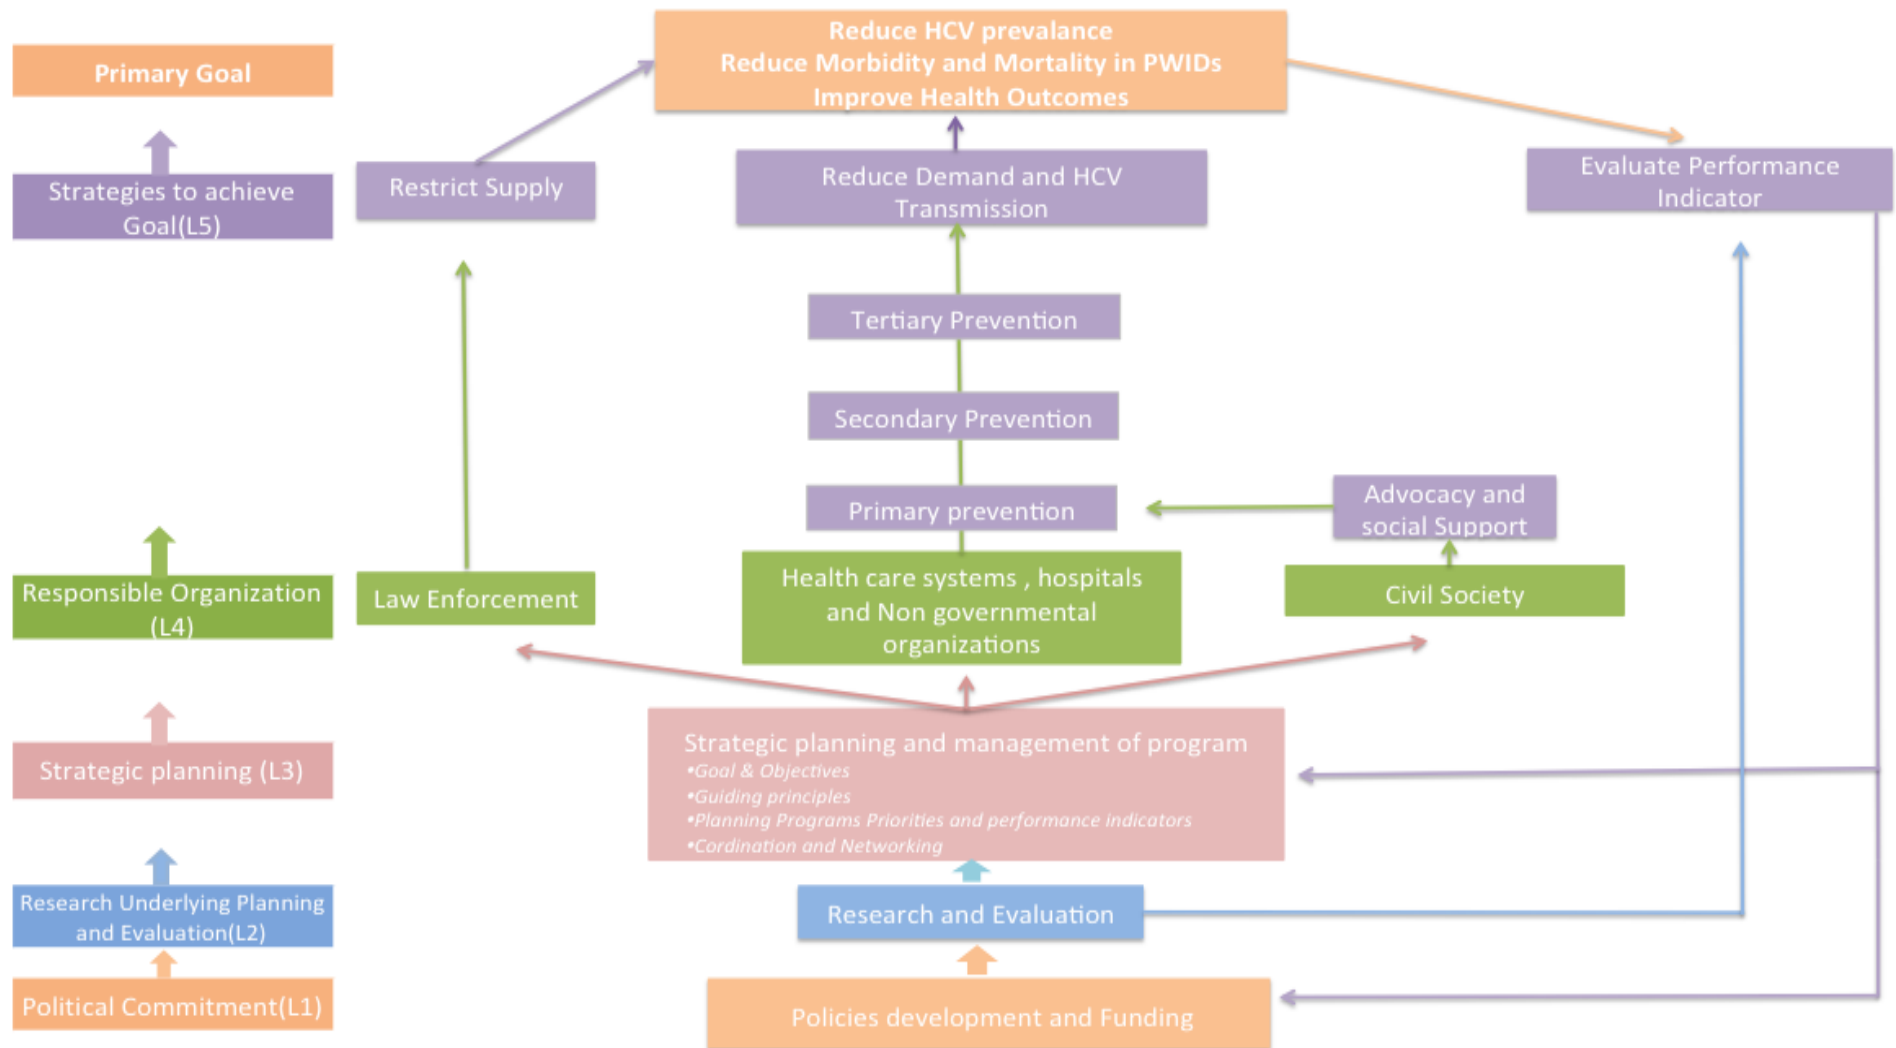 Primary Goal
Reduce HCV prevalance
Reduce Morbidity and Mortality in PWIDs
Improve Health Outcomes
Strategies to achieve
Goal(L5)
Restrict Supply
Reduce Demand and HCV
Transmission
Evaluate Performance
Indicator
Tertiary Prevention
Secondary Prevention
Primary prevention
Advocacy and
social Support
Responsible Organization
(L4)
Law Enforcement
Health care systems , hospitals
and Non governmental
organizations
Civil Society
Strategic planning (L3)
Strategic planning and management of program
•Goal & Objectives
•Guiding principles
•Planning Programs Priorities and performance indicators
•Cordination and Networking
Research Underlying Planning
and Evaluation(L2)
Research and Evaluation
Political Commitment(L1)
Policies development and Funding